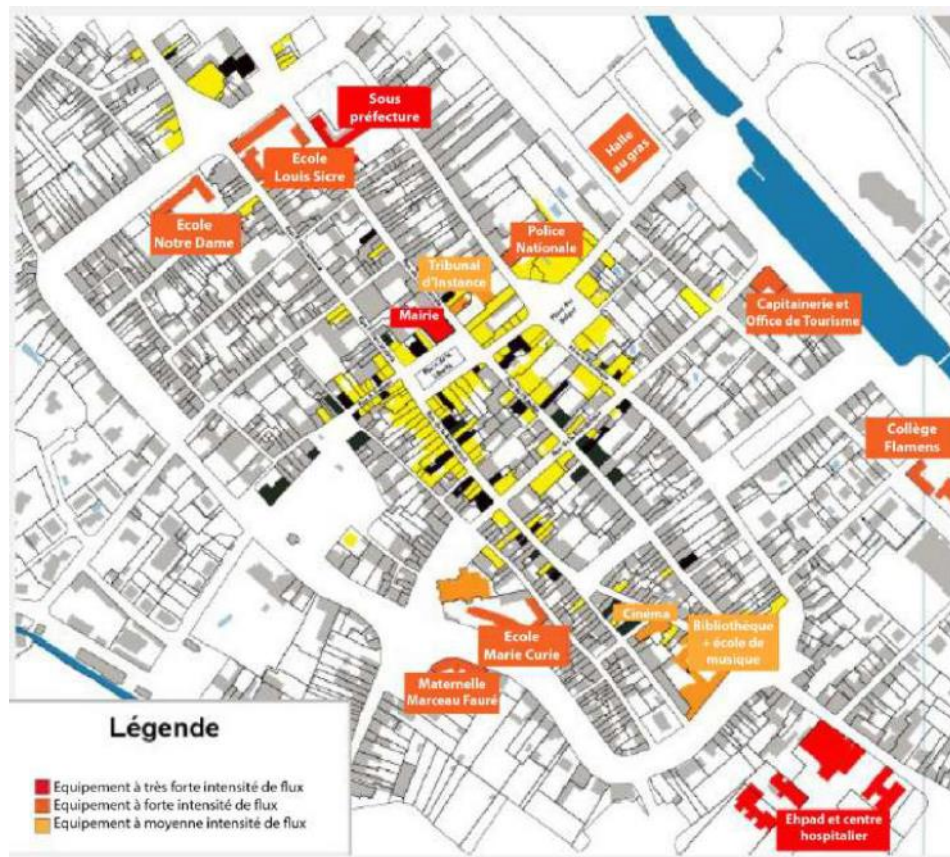 Sous
préfecture
Ecole
Louis Sicre
Halle
au gras
Ecole
Notre Dame
Police
Nationale
Tribunal
d'instance
Mairie
Capitainerie et
Office de Tourisme
Collège
Flamens
Cinéma
Bibliothèque
+ école de
musique
Ecole
Marie Curie
Maternelle
Marceau Fauré
Ehpad et centre
hospitalier
Légende
Equipement à très forte intensité de flux
Equipement à forte intensité de flux
Equipement à moyenne intensité de flux